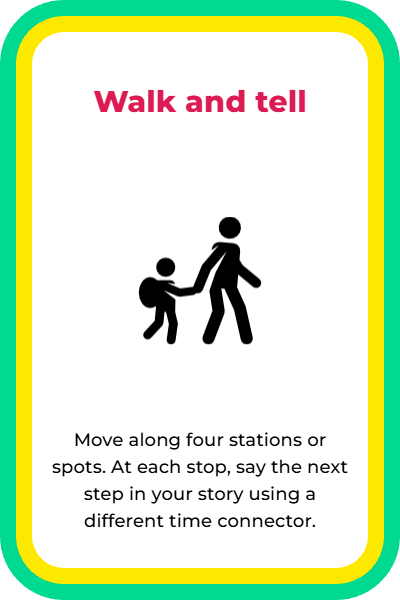 Walk and tell
Move along four stations or
spots. At each stop, say the next
step in your story using a
different time connector.